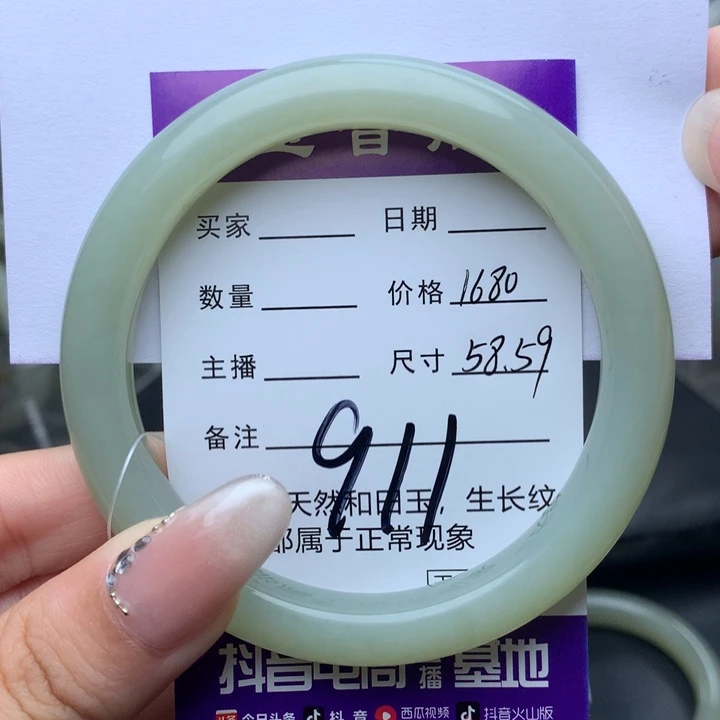 买家 日期
数量 价格 1680
主播 尺寸 58.59
备注 911
天然和田玉，生长纹
都属于正常现象
抖音电商 播 基地
今日头条 抖音 西瓜视频 抖音火山版